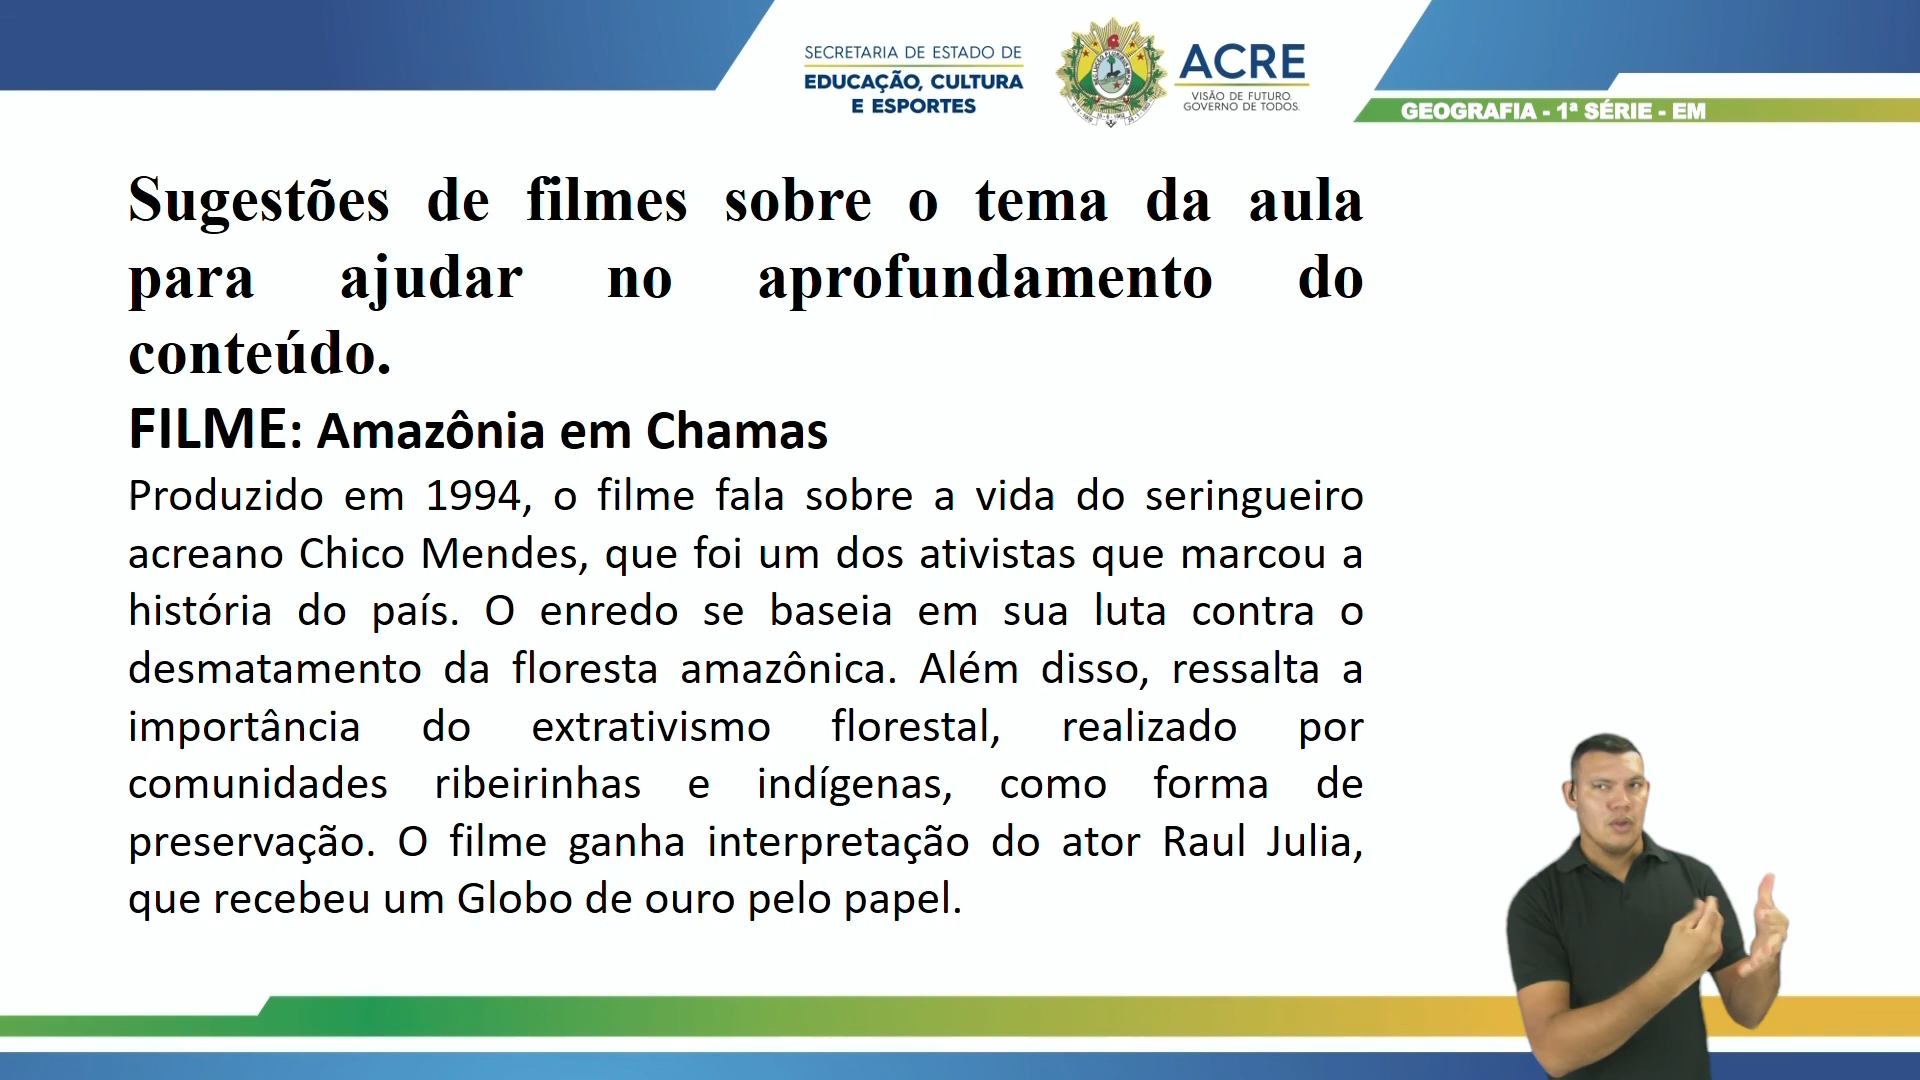 SECRETARIA DE ESTADO DE
EDUCAÇÃO, CULTURA
E ESPORTES
ACRE
VISÃO DE FUTURO.
GOVERNO DE TODOS.
GEOGRAFIA - 1ª SÉRIE - EM
Sugestões de filmes sobre o tema da aula
para ajudar no aprofundamento do
conteúdo.
FILME: Amazônia em Chamas
Produzido em 1994, o filme fala sobre a vida do seringueiro
acreano Chico Mendes, que foi um dos ativistas que marcou a
história do país. O enredo se baseia em sua luta contra o
desmatamento da floresta amazônica. Além disso, ressalta a
importância do extrativismo florestal, realizado por
comunidades ribeirinhas e indígenas, como forma de
preservação. O filme ganha interpretação do ator Raul Julia,
que recebeu um Globo de ouro pelo papel.